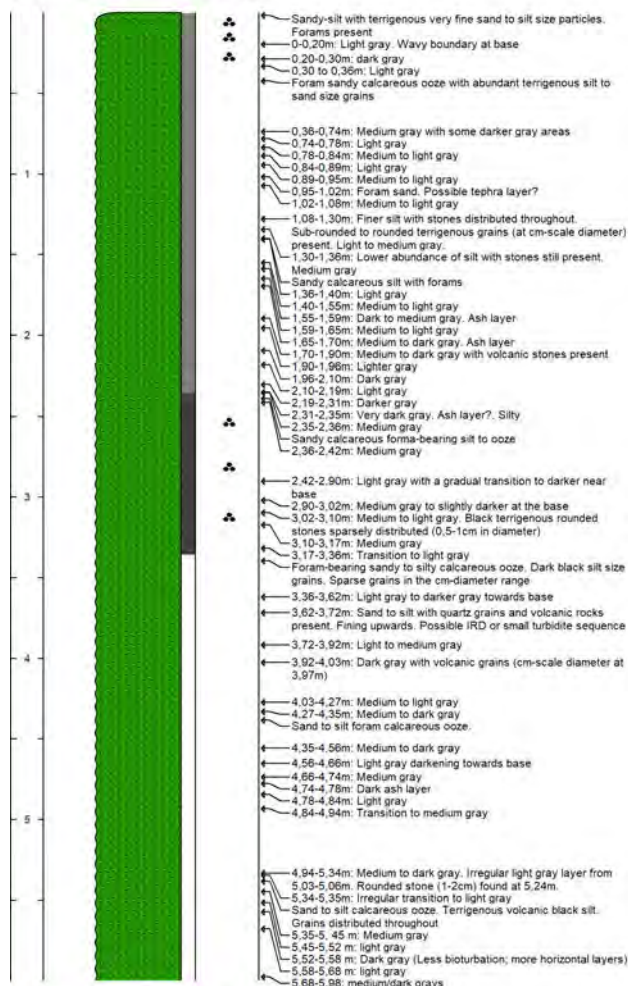 Sandy-silt with terrigenous very fine sand to silt size particles.
Forams present
0-0,20m: Light gray. Wavy boundary at base
0,20-0,30m: dark gray
0,30 to 0,36m: Light gray
Foram sandy calcareous ooze with abundant terrigenous silt to
sand size grains
0,36-0,74m: Medium gray with some darker gray areas
0,74-0,78m: Light gray
0,78-0,84m: Medium to light gray
0,84-0,89m: Light gray
0,89-0,95m: Medium to light gray
0,95-1,02m: Foram sand. Possible tephra layer?
1,02-1,08m: Medium to light gray
1
1,08-1,30m: Finer silt with stones distributed throughout.
Sub-rounded to rounded terrigenous grains (at cm-scale diameter)
present. Light to medium gray.
1,30-1,36m: Lower abundance of silt with stones still present.
Medium gray
Sandy calcareous silt with forams
1,36-1,40m: Light gray
1,40-1,55m: Medium to light gray
1,55-1,59m: Dark to medium gray. Ash layer
1,59-1,65m: Medium to light gray
1,65-1,70m: Medium to dark gray. Ash layer
1,70-1,90m: Medium to dark gray with volcanic stones present
2
1,90-1,96m: Lighter gray
1,96-2,10m: Dark gray
2,10-2,19m: Light gray
2,19-2,31m: Darker gray
2,31-2,35m: Very dark gray. Ash layer?. Silty
2,35-2,36m: Medium gray
Sandy calcareous forma-bearing silt to ooze
2,36-2,42m: Medium gray
2,42-2.90m: Light gray with a gradual transition to darker near
base
3
2,90-3,02m: Medium gray to slightly darker at the base
3,02-3,10m: Medium to light gray. Black terrigenous rounded
stones sparsely distributed (0,5-1cm in diameter)
3,10-3,17m: Medium gray
3,17-3,36m: Transition to light gray
Foram-bearing sandy to silty calcareous ooze. Dark black silt size
grains. Sparse grains in the cm-diameter range
3,36-3,62m: Light gray to darker gray towards base
3,62-3,72m: Sand to silt with quartz grains and volcanic rocks
present. Fining upwards. Possible IRD or small turbidite sequence
3,72-3,92m: Light to medium gray
4
3,92-4,03m: Dark gray with volcanic grains (cm-scale diameter at
3,97m)
4,03-4,27m: Medium to light gray
4,27-4,35m: Medium to dark gray
Sand to silt foram calcareous ooze.
4,35-4,56m: Medium to dark gray
4,56-4,66m: Light gray darkening towards base
4,66-4,74m: Medium gray
4,74-4,78m: Dark ash layer
4,78-4,84m: Light gray
4,84-4,94m: Transition to medium gray
5
4,94-5,34m: Medium to dark gray. Irregular light gray layer from
5,03-5,06m. Rounded stone (1-2cm) found at 5,24m.
5,34-5,35m: Irregular transition to light gray
Sand to silt calcareous ooze. Terrigenous volcanic black silt.
Grains distributed throughout
5,35-5, 45 m: Medium gray
5,45-5,52 m: light gray
5,52-5,58 m: Dark gray (Less bioturbation; more horizontal layers)
5,58-5,68 m: light gray
5,68-5,98: medium/dark grays